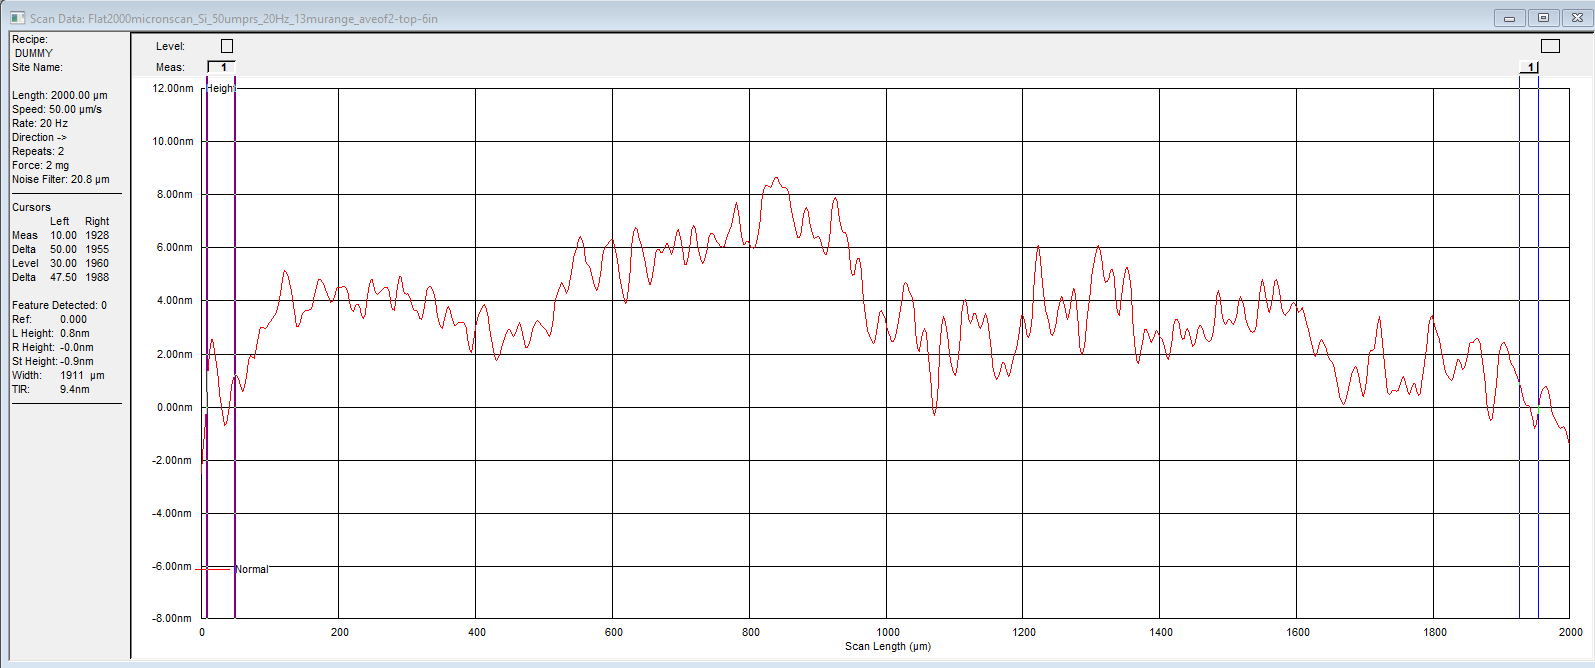 Scan Data: Flat2000micronscan_Si_50umprs_20Hz_13murange_aveof2-top-6in
Recipe:
DUMMY
Site Name:
Length: 2000.00 µm
Speed: 50.00 µm/s
Rate: 20 Hz
Direction ->
Repeats: 2
Force: 2 mg
Noise Filter: 20.8 µm
Cursors
Left Right
Meas 10.00 1928
Delta 50.00 1955
Level 30.00 1960
Delta 47.50 1988
Feature Detected: 0
Ref: 0.000
L Height: 0.8nm
R Height: -0.0nm
St Height: -0.9nm
Width: 1911 µm
TIR: 9.4nm
Level:
Meas: 1 1
Height
12.00nm
10.00nm
8.00nm
6.00nm
4.00nm
2.00nm
0.00nm
-2.00nm
-4.00nm
-6.00nm
Normal
-8.00nm
0 200 400 600 800 1000 1200 1400 1600 1800 2000
Scan Length (µm)